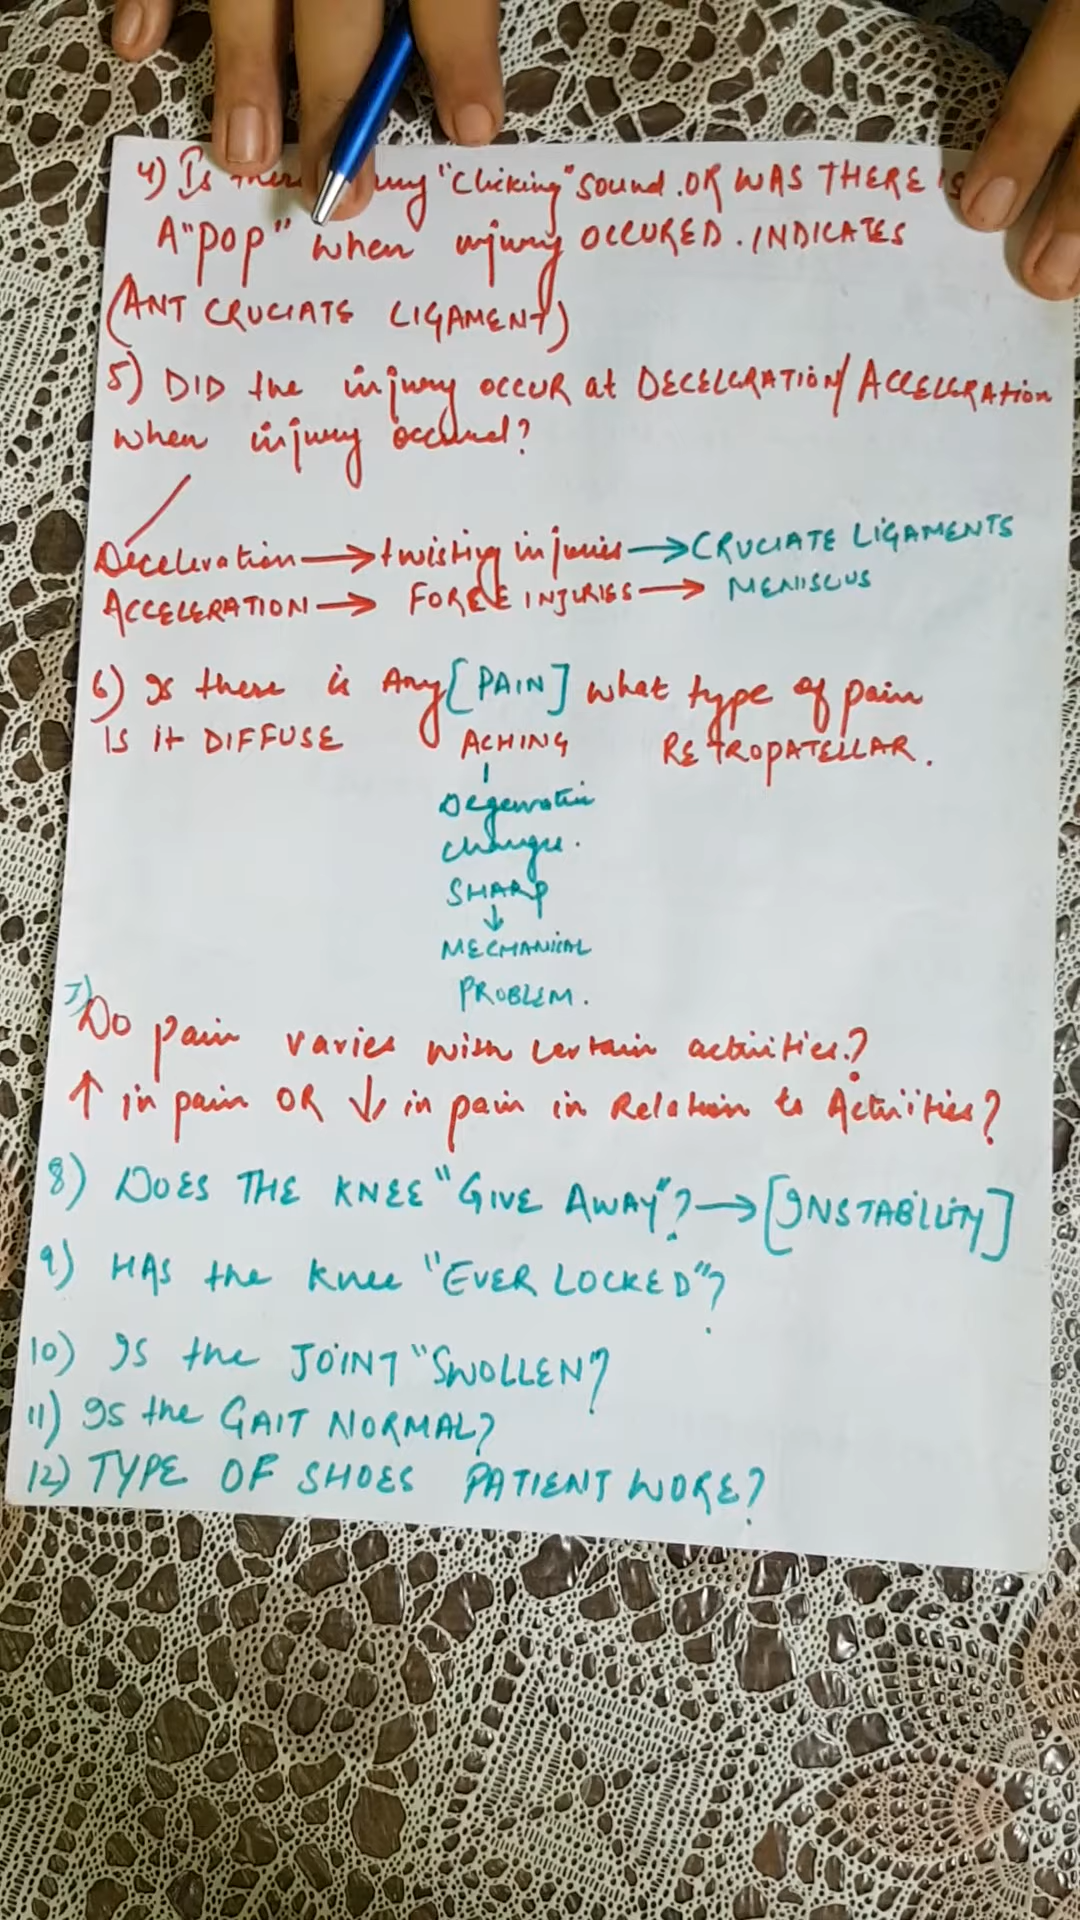 4) Is there any "Clicking" sound. OR WAS THERE is
A "POP" when injury OCCURED. INDICATES
(ANT CRUCIATE LIGAMENT)
5) DID the injury OCCUR at DECELERATION/ACCELERATION
when injury occured?
Deceleration → twisting injuries → CRUCIATE LIGAMENTS
ACCELERATION → FORCE INJURIES → MENISCUS
6) Is there is Any [PAIN] what type of pain
IS it DIFFUSE ACHING RETROPATELLAR.
Degenerative
changes.
SHARP
↓
MECHANICAL
PROBLEM.
7) Do pain varies with certain activities?
↑ in pain OR ↓ in pain in Relation to Activities?
8) DOES THE KNEE "GIVE AWAY"? → [INSTABILITY]
9) HAS the knee "EVER LOCKED"?
10) Is the JOINT "SWOLLEN?
11) Is the GAIT NORMAL?
12) TYPE OF SHOES PATIENT WORE?